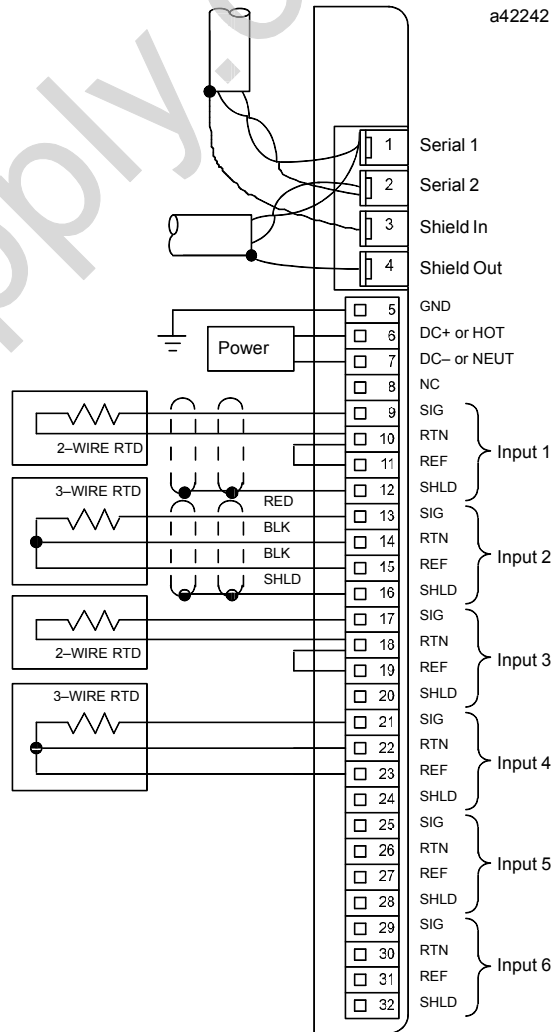 a42242
pply.c
1 Serial 1
2 Serial 2
3 Shield In
4 Shield Out
5 GND
Power
6 DC+ or HOT
7 DC– or NEUT
8 NC
9 SIG
10 RTN
11 REF
12 SHLD
Input 1
2–WIRE RTD
3–WIRE RTD
RED
13 SIG
BLK
14 RTN
BLK
15 REF
SHLD
16 SHLD
Input 2
17 SIG
18 RTN
19 REF
20 SHLD
Input 3
2–WIRE RTD
3–WIRE RTD
21 SIG
22 RTN
23 REF
24 SHLD
Input 4
25 SIG
26 RTN
27 REF
28 SHLD
Input 5
29 SIG
30 RTN
31 REF
32 SHLD
Input 6